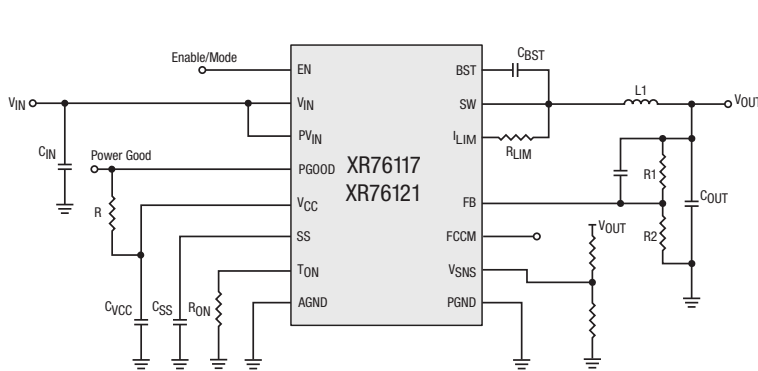 Enable/Mode
VIN
CIN
Power Good
R
CVCC
CSS
RON
EN
VIN
PVIN
PGOOD
VCC
SS
TON
AGND
XR76117
XR76121
BST
SW
ILIM
FB
FCCM
VSNS
PGND
CBST
RLIM
L1
VOUT
R1
R2
COUT
VOUT